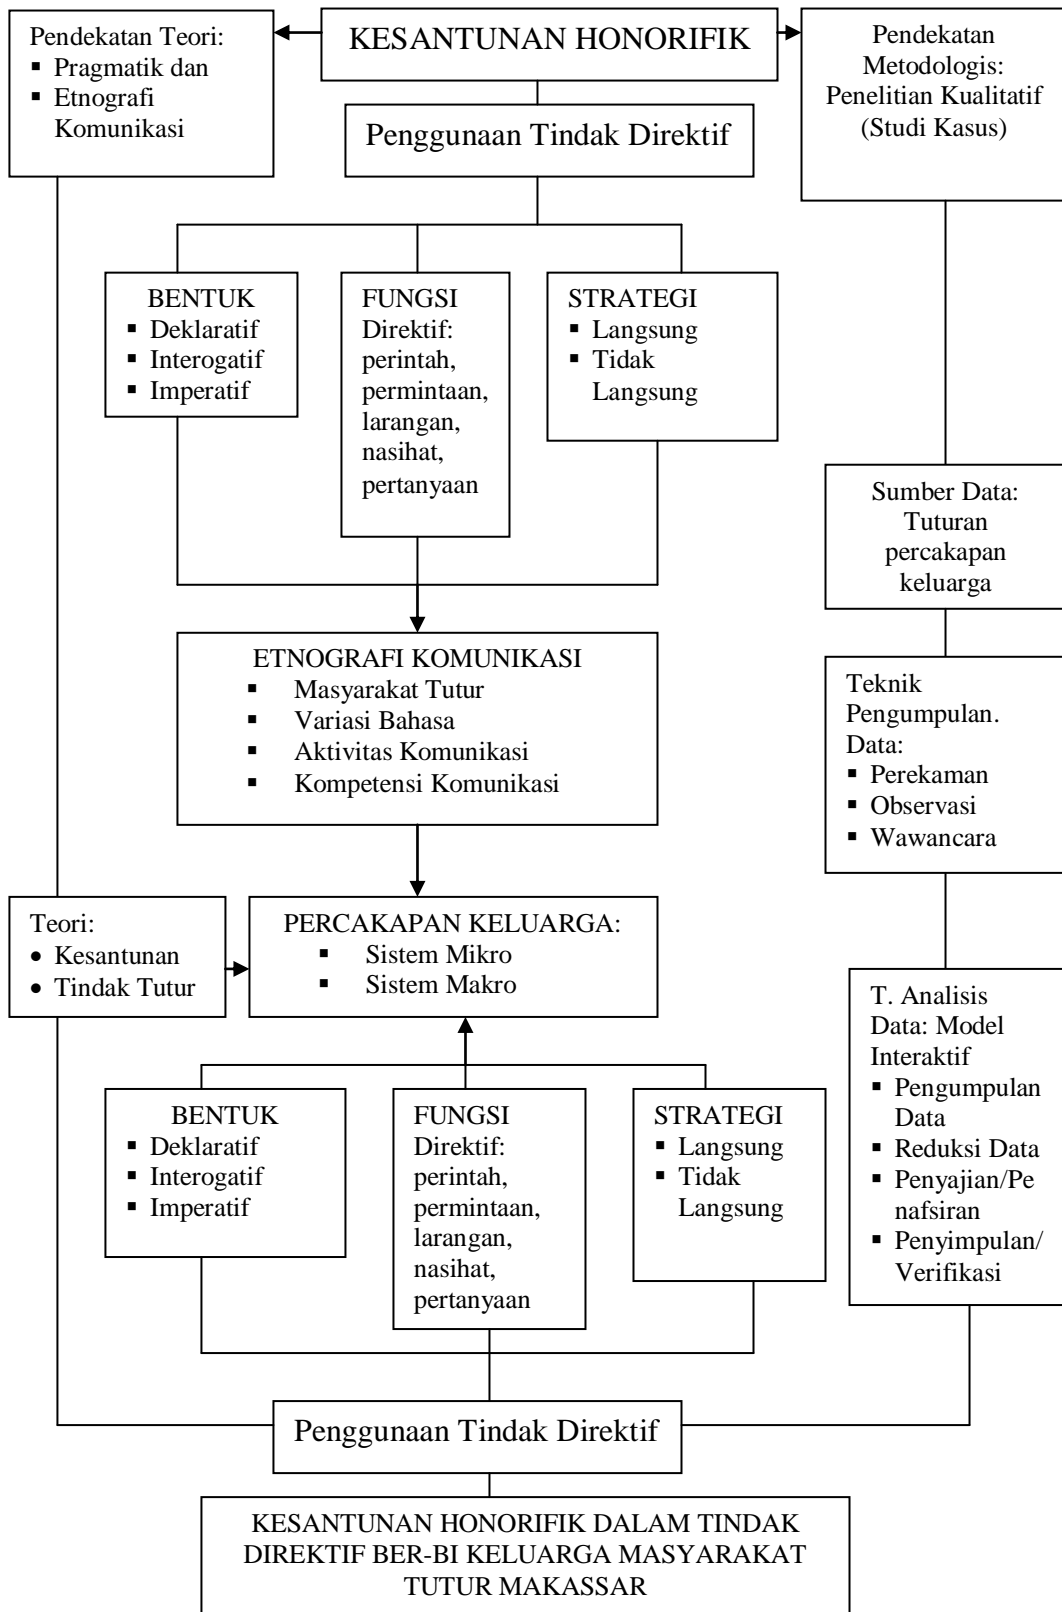 Pendekatan Teori:
▪ Pragmatik dan
▪ Etnografi
Komunikasi
KESANTUNAN HONORIFIK
Pendekatan
Metodologis:
Penelitian Kualitatif
(Studi Kasus)
Penggunaan Tindak Direktif
BENTUK
▪ Deklaratif
▪ Interogatif
▪ Imperatif
FUNGSI
Direktif:
perintah,
permintaan,
larangan,
nasihat,
pertanyaan
STRATEGI
▪ Langsung
▪ Tidak
Langsung
Sumber Data:
Tuturan
percakapan
keluarga
ETNOGRAFI KOMUNIKASI
▪ Masyarakat Tutur
▪ Variasi Bahasa
▪ Aktivitas Komunikasi
▪ Kompetensi Komunikasi
Teknik
Pengumpulan.
Data:
▪ Perekaman
▪ Observasi
▪ Wawancara
Teori:
• Kesantunan
• Tindak Tutur
PERCAKAPAN KELUARGA:
▪ Sistem Mikro
▪ Sistem Makro
T. Analisis
Data: Model
Interaktif
▪ Pengumpulan
Data
▪ Reduksi Data
▪ Penyajian/Pe
nafsiran
▪ Penyimpulan/
Verifikasi
BENTUK
▪ Deklaratif
▪ Interogatif
▪ Imperatif
FUNGSI
Direktif:
perintah,
permintaan,
larangan,
nasihat,
pertanyaan
STRATEGI
▪ Langsung
▪ Tidak
Langsung
Penggunaan Tindak Direktif
KESANTUNAN HONORIFIK DALAM TINDAK
DIREKTIF BER-BI KELUARGA MASYARAKAT
TUTUR MAKASSAR